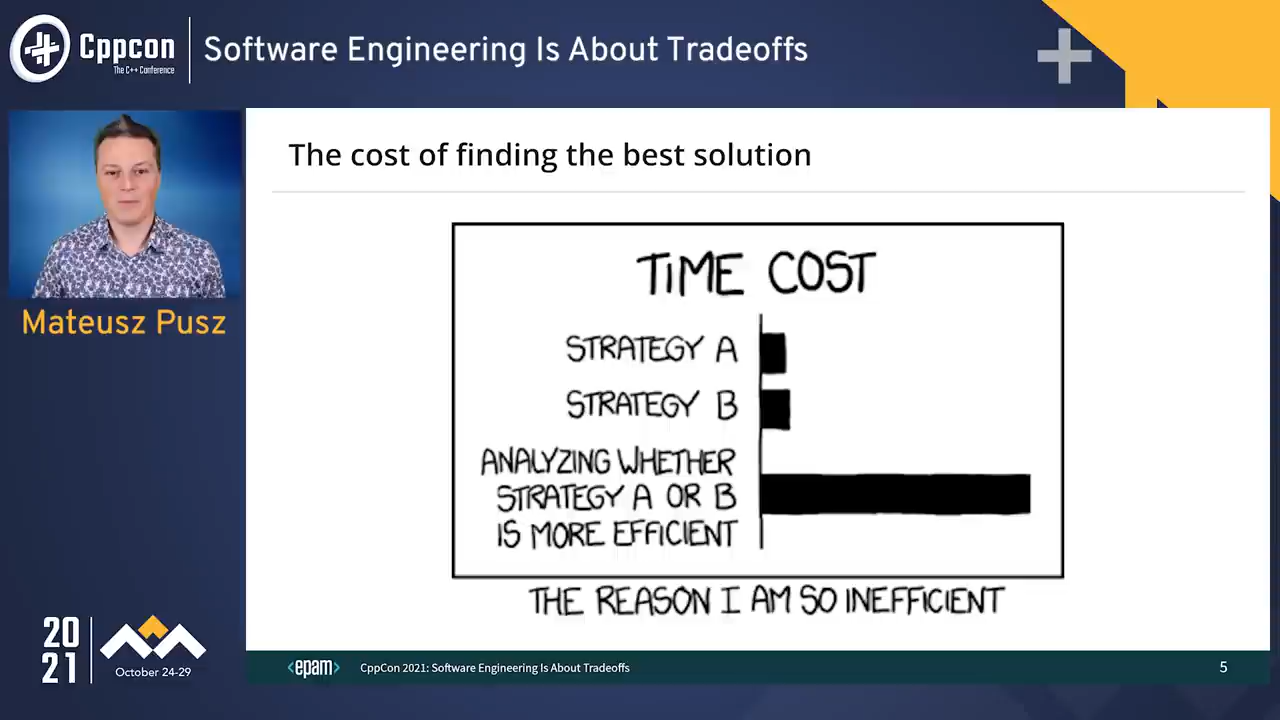 Cppcon
The C++ Conference
Software Engineering Is About Tradeoffs
Mateusz Pusz
The cost of finding the best solution
TIME COST
STRATEGY A
STRATEGY B
ANALYZING WHETHER
STRATEGY A OR B
IS MORE EFFICIENT
THE REASON I AM SO INEFFICIENT
20
21
October 24-29
<epam>
CppCon 2021: Software Engineering Is About Tradeoffs
5